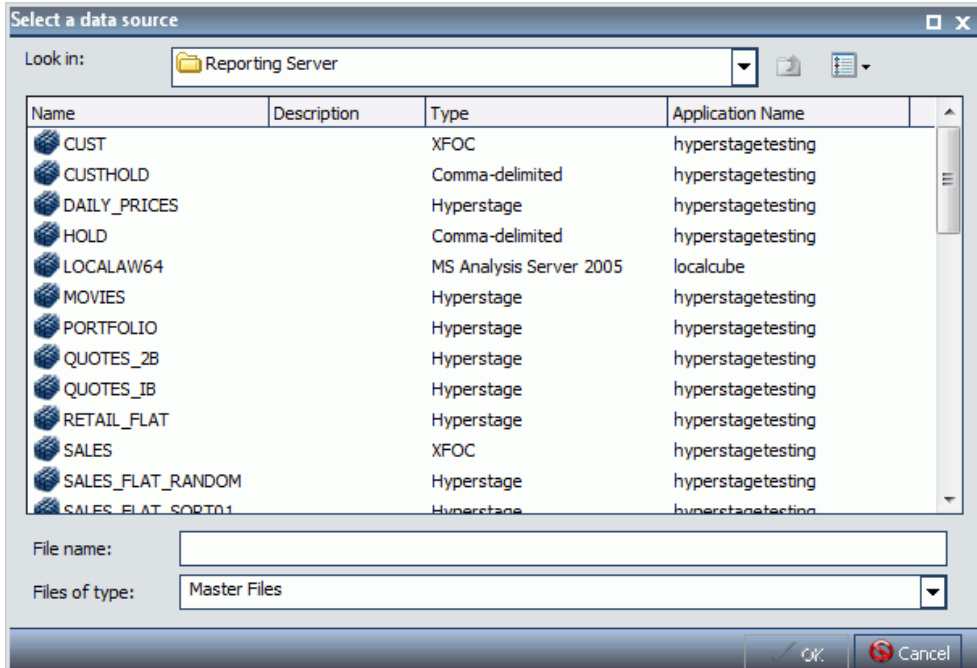 Select a data source
Look in: Reporting Server
Name Description Type Application Name
CUST XFOC hyperstagetesting
CUSTHOLD Comma-delimited hyperstagetesting
DAILY_PRICES Hyperstage hyperstagetesting
HOLD Comma-delimited hyperstagetesting
LOCALAW64 MS Analysis Server 2005 localcube
MOVIES Hyperstage hyperstagetesting
PORTFOLIO Hyperstage hyperstagetesting
QUOTES_2B Hyperstage hyperstagetesting
QUOTES_IB Hyperstage hyperstagetesting
RETAIL_FLAT Hyperstage hyperstagetesting
SALES XFOC hyperstagetesting
SALES_FLAT_RANDOM Hyperstage hyperstagetesting
SALES_FLAT_SORT01 Hyperstage hyperstagetesting
File name:
Files of type: Master Files
OK Cancel